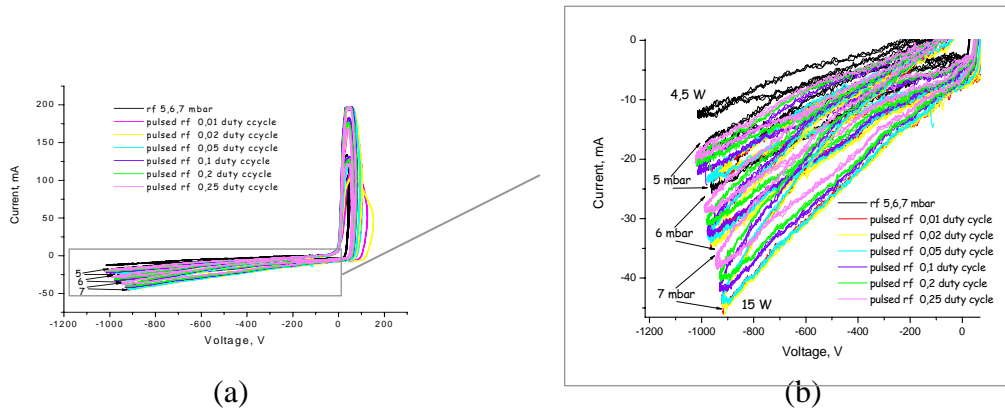 200
150
100
50
0
-50
Current, mA
rf 5,6,7 mbar
pulsed rf 0,01 duty ccycle
pulsed rf 0,02 duty ccycle
pulsed rf 0,05 duty ccycle
pulsed rf 0,1 duty ccycle
pulsed rf 0,2 duty ccycle
pulsed rf 0,25 duty ccycle
5
6
7
-1200 -1000 -800 -600 -400 -200 0 200
Voltage, V
(a)
0
-10
-20
-30
-40
Current, mA
4,5 W
5 mbar
6 mbar
7 mbar
15 W
rf 5,6,7 mbar
pulsed rf 0,01 duty cycle
pulsed rf 0,02 duty cycle
pulsed rf 0,05 duty cycle
pulsed rf 0,1 duty cycle
pulsed rf 0,2 duty cycle
pulsed rf 0,25 duty cycle
-1200 -1000 -800 -600 -400 -200 0
Voltage, V
(b)